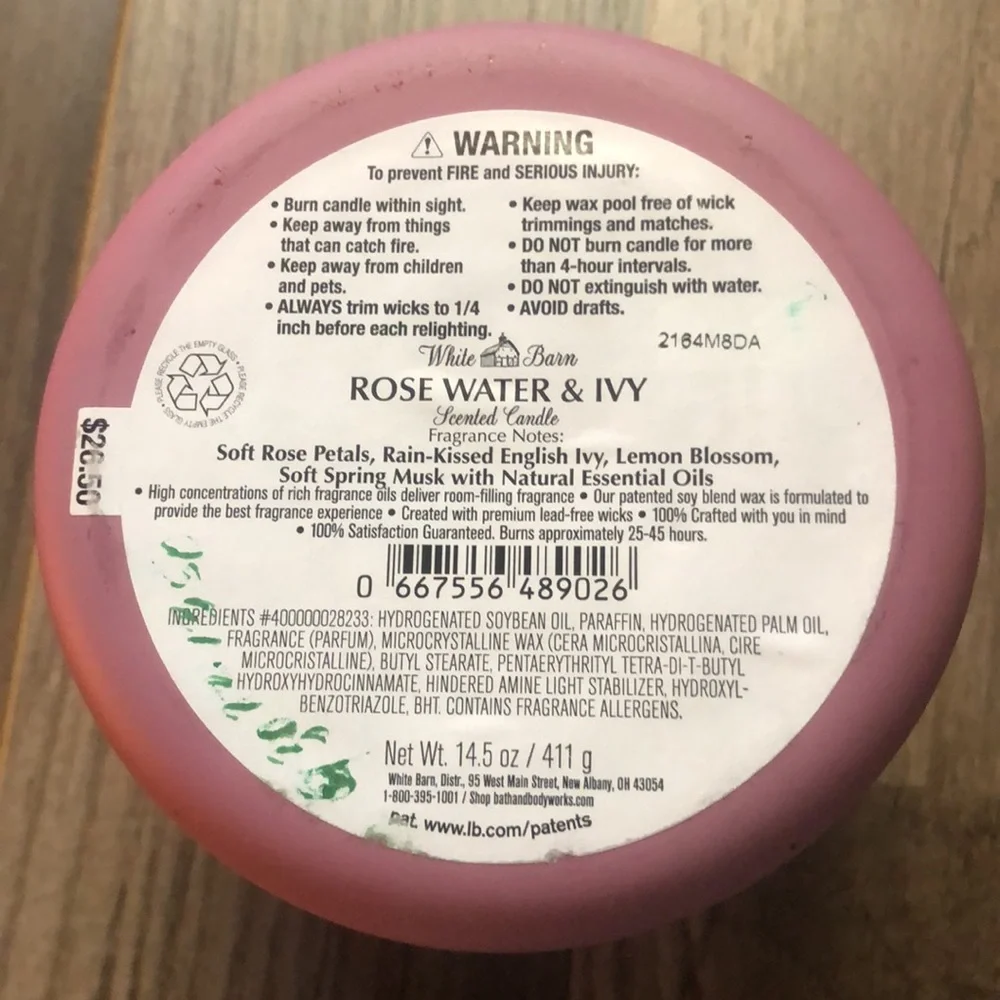 WARNING
To prevent FIRE and SERIOUS INJURY:
• Burn candle within sight.
• Keep away from things
that can catch fire.
• Keep away from children
and pets.
• ALWAYS trim wicks to 1/4
inch before each relighting.
• Keep wax pool free of wick
trimmings and matches.
• DO NOT burn candle for more
than 4-hour intervals.
• DO NOT extinguish with water.
• AVOID drafts.
2164M8DA
• PLEASE RECYCLE THE EMPTY GLASS • PLEASE RECYCLE THE EMPTY GLASS
White Barn
ROSE WATER & IVY
Scented Candle
Fragrance Notes:
Soft Rose Petals, Rain-Kissed English Ivy, Lemon Blossom,
Soft Spring Musk with Natural Essential Oils
• High concentrations of rich fragrance oils deliver room-filling fragrance • Our patented soy blend wax is formulated to
provide the best fragrance experience • Created with premium lead-free wicks • 100% Crafted with you in mind
• 100% Satisfaction Guaranteed. Burns approximately 25-45 hours.
$26.50
0 667556 489026
INGREDIENTS #400000028233: HYDROGENATED SOYBEAN OIL, PARAFFIN, HYDROGENATED PALM OIL,
FRAGRANCE (PARFUM), MICROCRYSTALLINE WAX (CERA MICROCRISTALLINA, CIRE
MICROCRISTALLINE), BUTYL STEARATE, PENTAERYTHRITYL TETRA-DI-T-BUTYL
HYDROXYHYDROCINNAMATE, HINDERED AMINE LIGHT STABILIZER, HYDROXYL-
BENZOTRIAZOLE, BHT. CONTAINS FRAGRANCE ALLERGENS.
Net Wt. 14.5 oz / 411 g
White Barn, Distr., 95 West Main Street, New Albany, OH 43054
1-800-395-1001 / Shop bathandbodyworks.com
Pat. www.lb.com/patents